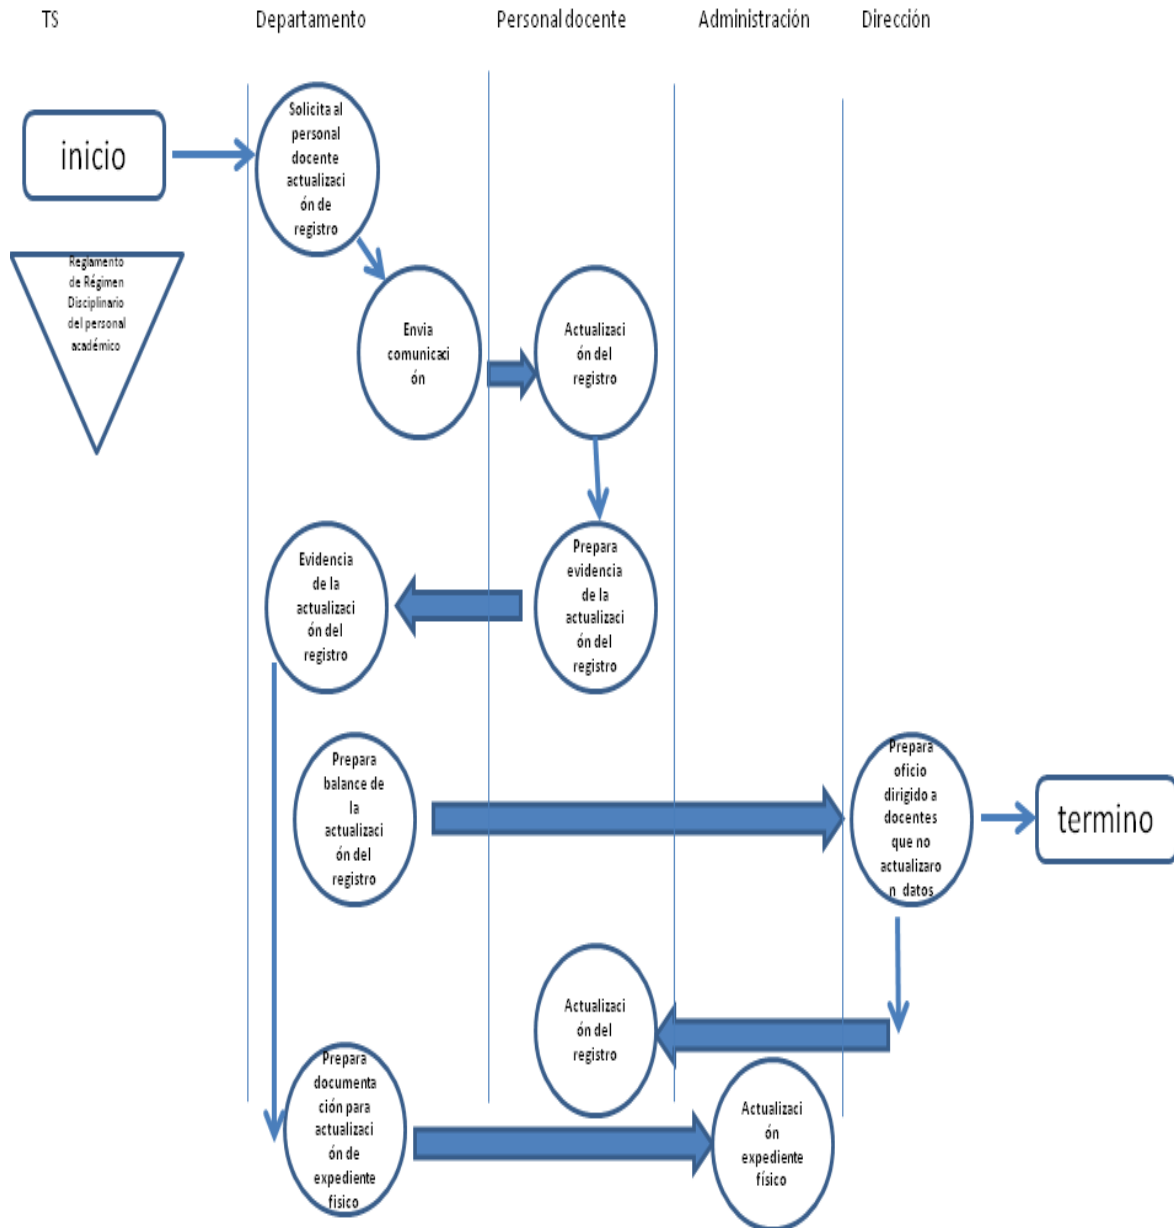 TS
Departamento
Personal docente
Administración
Dirección
inicio
Solicita al
personal
docente
actualizaci
ón de
registro
Reglamento
de Régimen
Disciplinario
del personal
académico
Envia
comunicaci
ón
Actualizaci
ón del
registro
Evidencia
de la
actualizaci
ón del
registro
Prepara
evidencia
de la
actualizaci
ón del
registro
Prepara
balance de
la
actualizaci
ón del
registro
Prepara
oficio
dirigido a
docentes
que no
actualizaro
n datos
termino
Actualizaci
ón del
registro
Prepara
documenta
ción para
actualizaci
ón de
expediente
fisico
Actualizaci
ón
expediente
físico